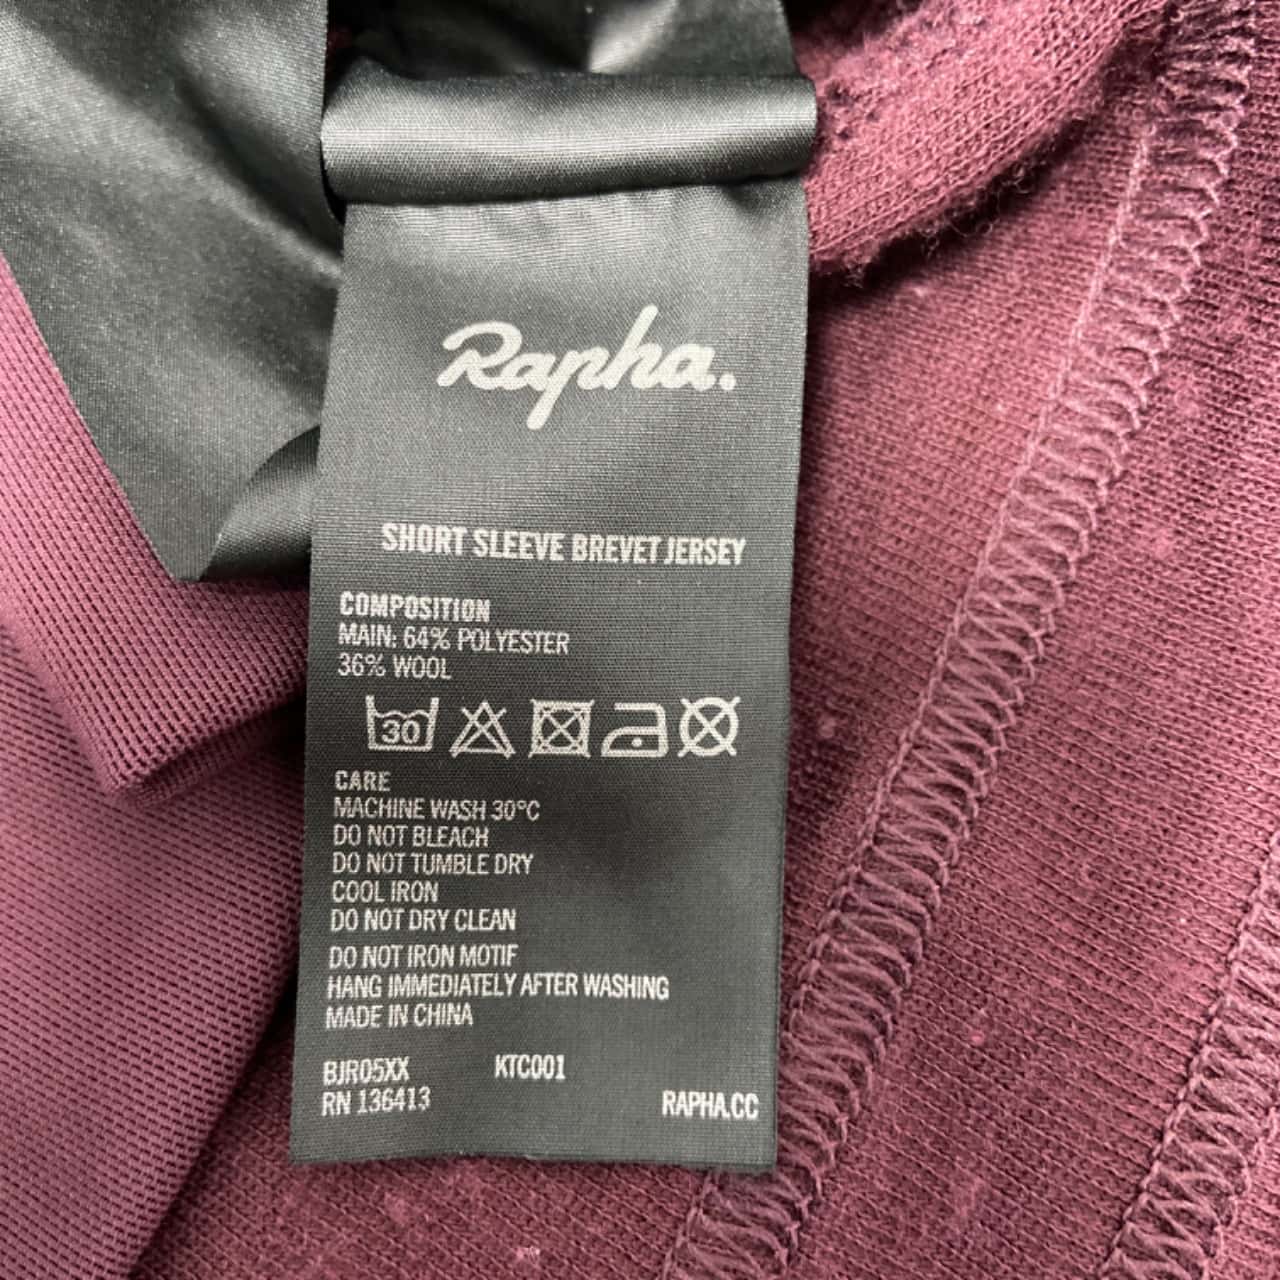 Rapha.
SHORT SLEEVE BREVET JERSEY
COMPOSITION
MAIN: 64% POLYESTER
36% WOOL
30
CARE
MACHINE WASH 30°C
DO NOT BLEACH
DO NOT TUMBLE DRY
COOL IRON
DO NOT DRY CLEAN
DO NOT IRON MOTIF
HANG IMMEDIATELY AFTER WASHING
MADE IN CHINA
BJR05XX KTC001
RN 136413 RAPHA.CC